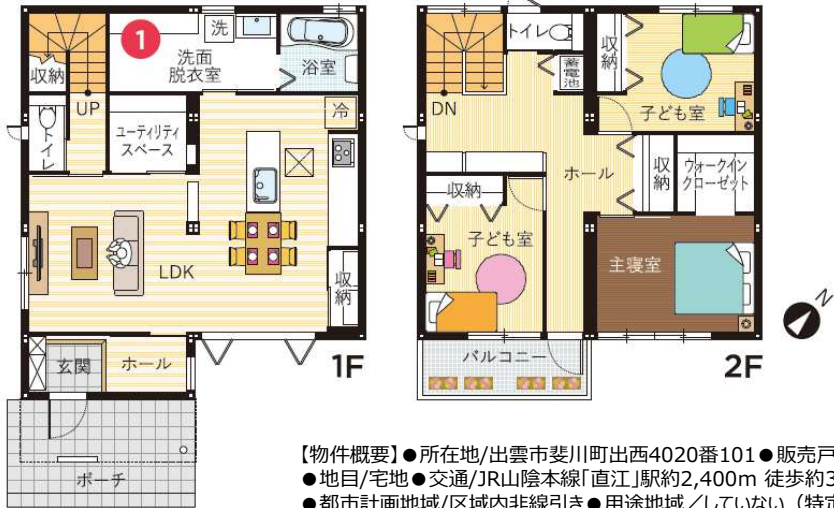 1
洗
洗面
脱衣室
浴室
収納
UP
トイレ
ユーティリティ
スペース
冷
LDK
収納
玄関
ホール
1F
ポーチ
トイレ
収納
蓄電池
DN
子ども室
ホール
収納
ウォークイン
クローゼット
収納
子ども室
主寝室
バルコニー
2F
N
【物件概要】●所在地/出雲市斐川町出西4020番101●販売戸
●地目/宅地●交通/JR山陰本線「直江」駅約2,400m 徒歩約3
●都市計画地域/区域内非線引き●用途地域／していない（特定